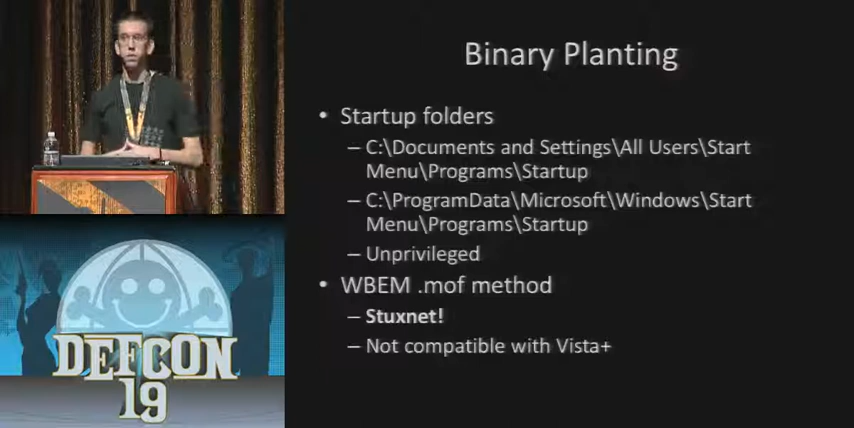 Binary Planting
• Startup folders
– C:\Documents and Settings\All Users\Start
Menu\Programs\Startup
– C:\ProgramData\Microsoft\Windows\Start
Menu\Programs\Startup
– Unprivileged
• WBEM .mof method
– Stuxnet!
– Not compatible with Vista+
DEFCON
19